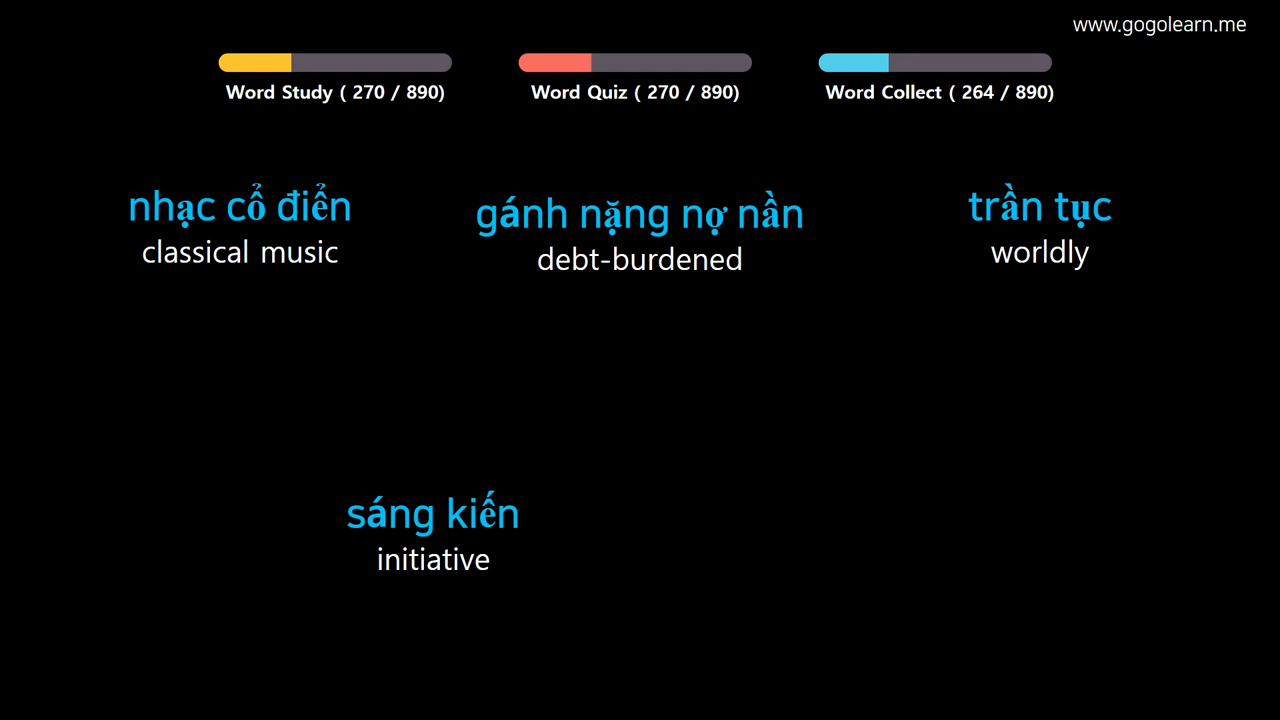 www.gogolearn.me
Word Study ( 270 / 890)
Word Quiz ( 270 / 890)
Word Collect ( 264 / 890)
nhạc cổ điển
classical music
gánh nặng nợ nần
debt-burdened
trần tục
worldly
sáng kiến
initiative